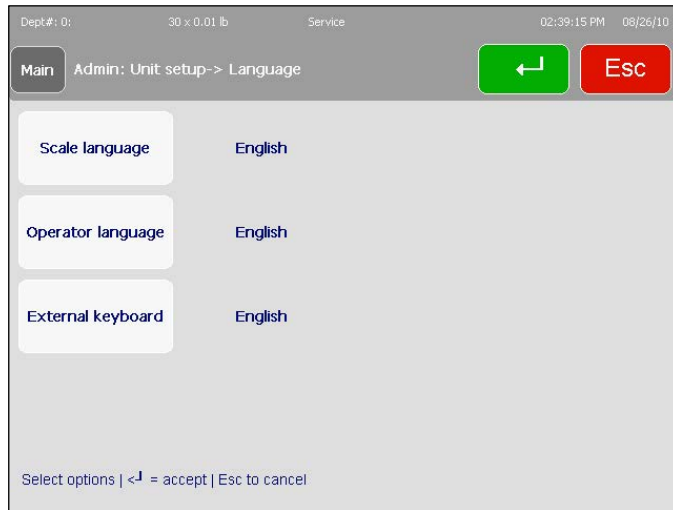 Dept#: 0: 30 x 0.01 lb Service 02:39:15 PM 08/26/10
Main Admin: Unit setup-> Language Esc
Scale language English
Operator language English
External keyboard English
Select options | <┘ = accept | Esc to cancel